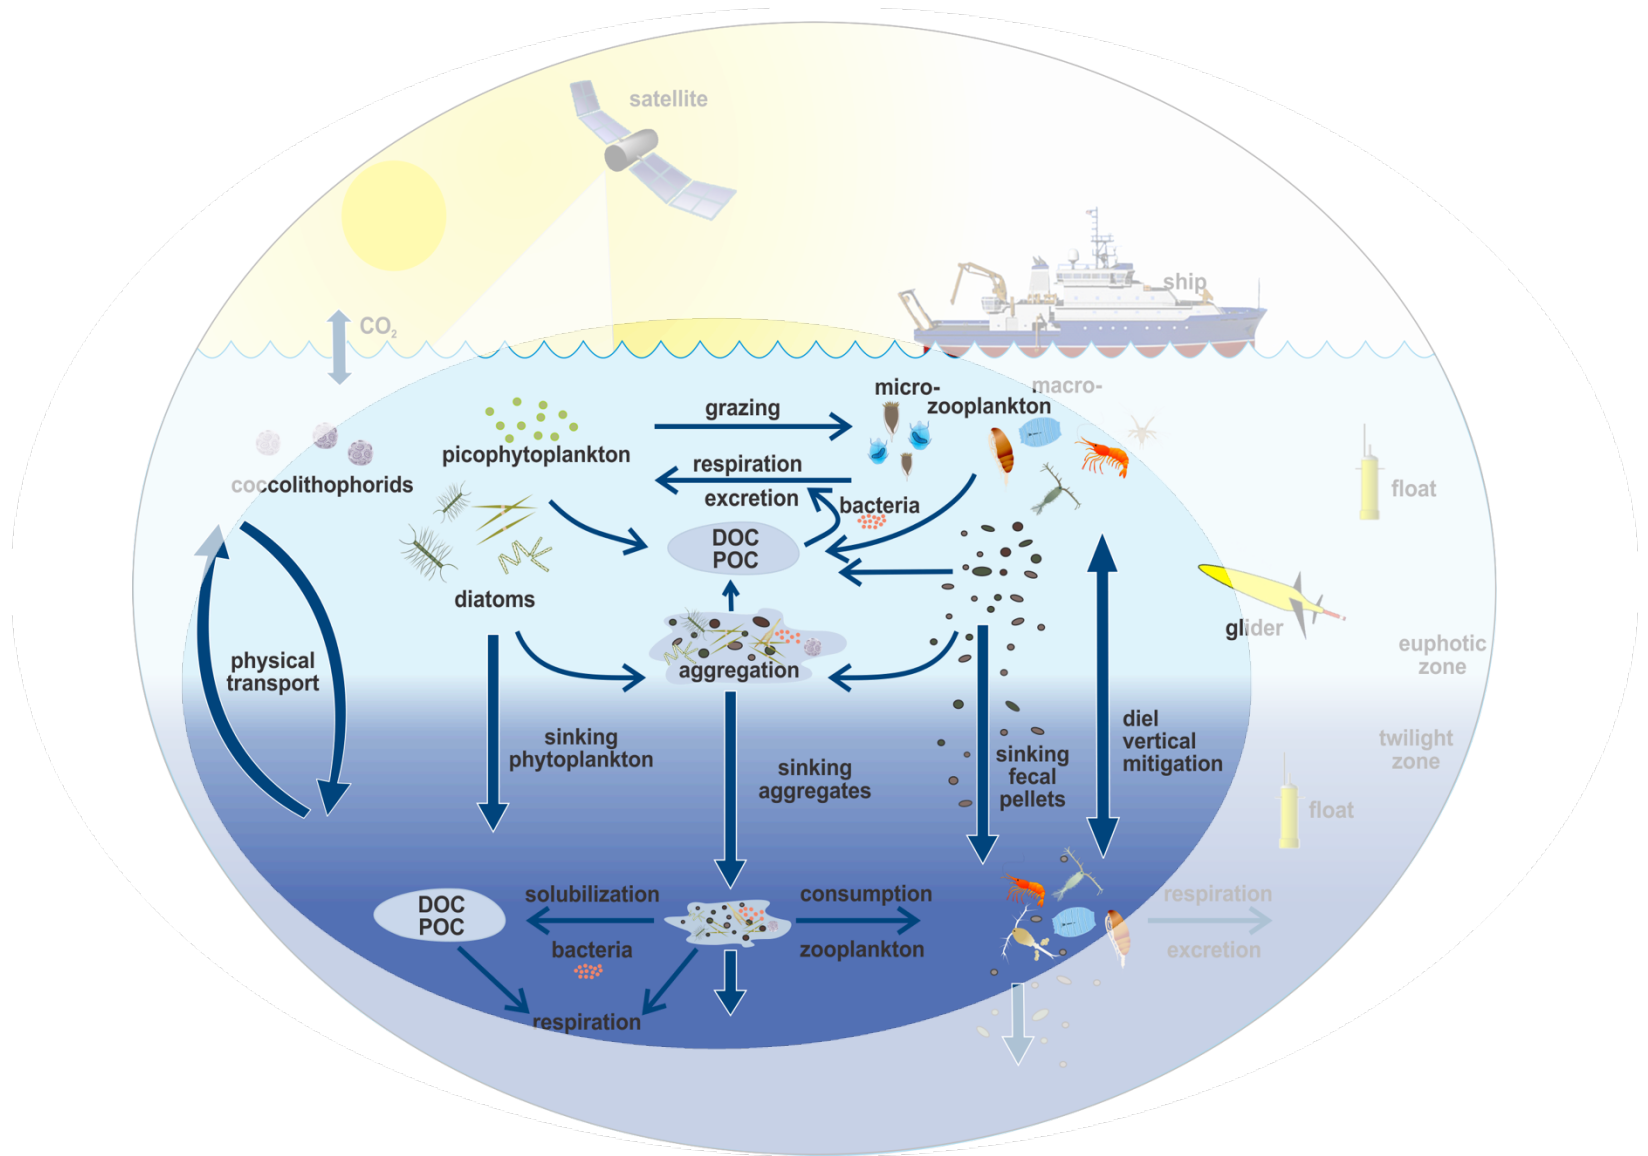 satellite
ship
CO₂
micro-
macro-
zooplankton
grazing
picophytoplankton
respiration
excretion
bacteria
coccolithophorids
float
DOC
POC
diatoms
glider
euphotic
zone
physical
transport
aggregation
sinking
phytoplankton
sinking
aggregates
sinking
fecal
pellets
diel
vertical
mitigation
twilight
zone
float
DOC
POC
solubilization
bacteria
consumption
zooplankton
respiration
excretion
respiration